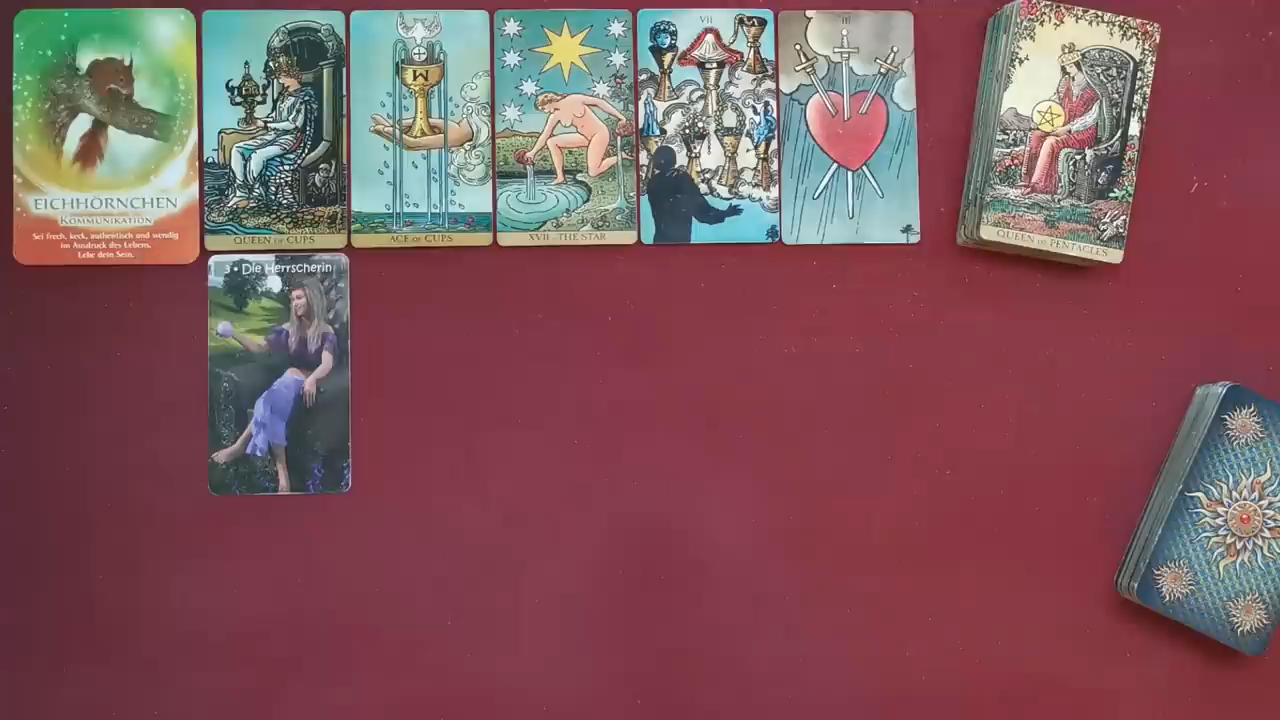 EICHHÖRNCHEN
KOMMUNIKATION
Sei frech, keck, authentisch und wendig
im Ausdruck des Lebens.
Lebe dein Sein.
QUEEN OF CUPS
ACE OF CUPS
M
XVII - THE STAR
VII
III
QUEEN OF PENTACLES
3 • Die Herrscherin